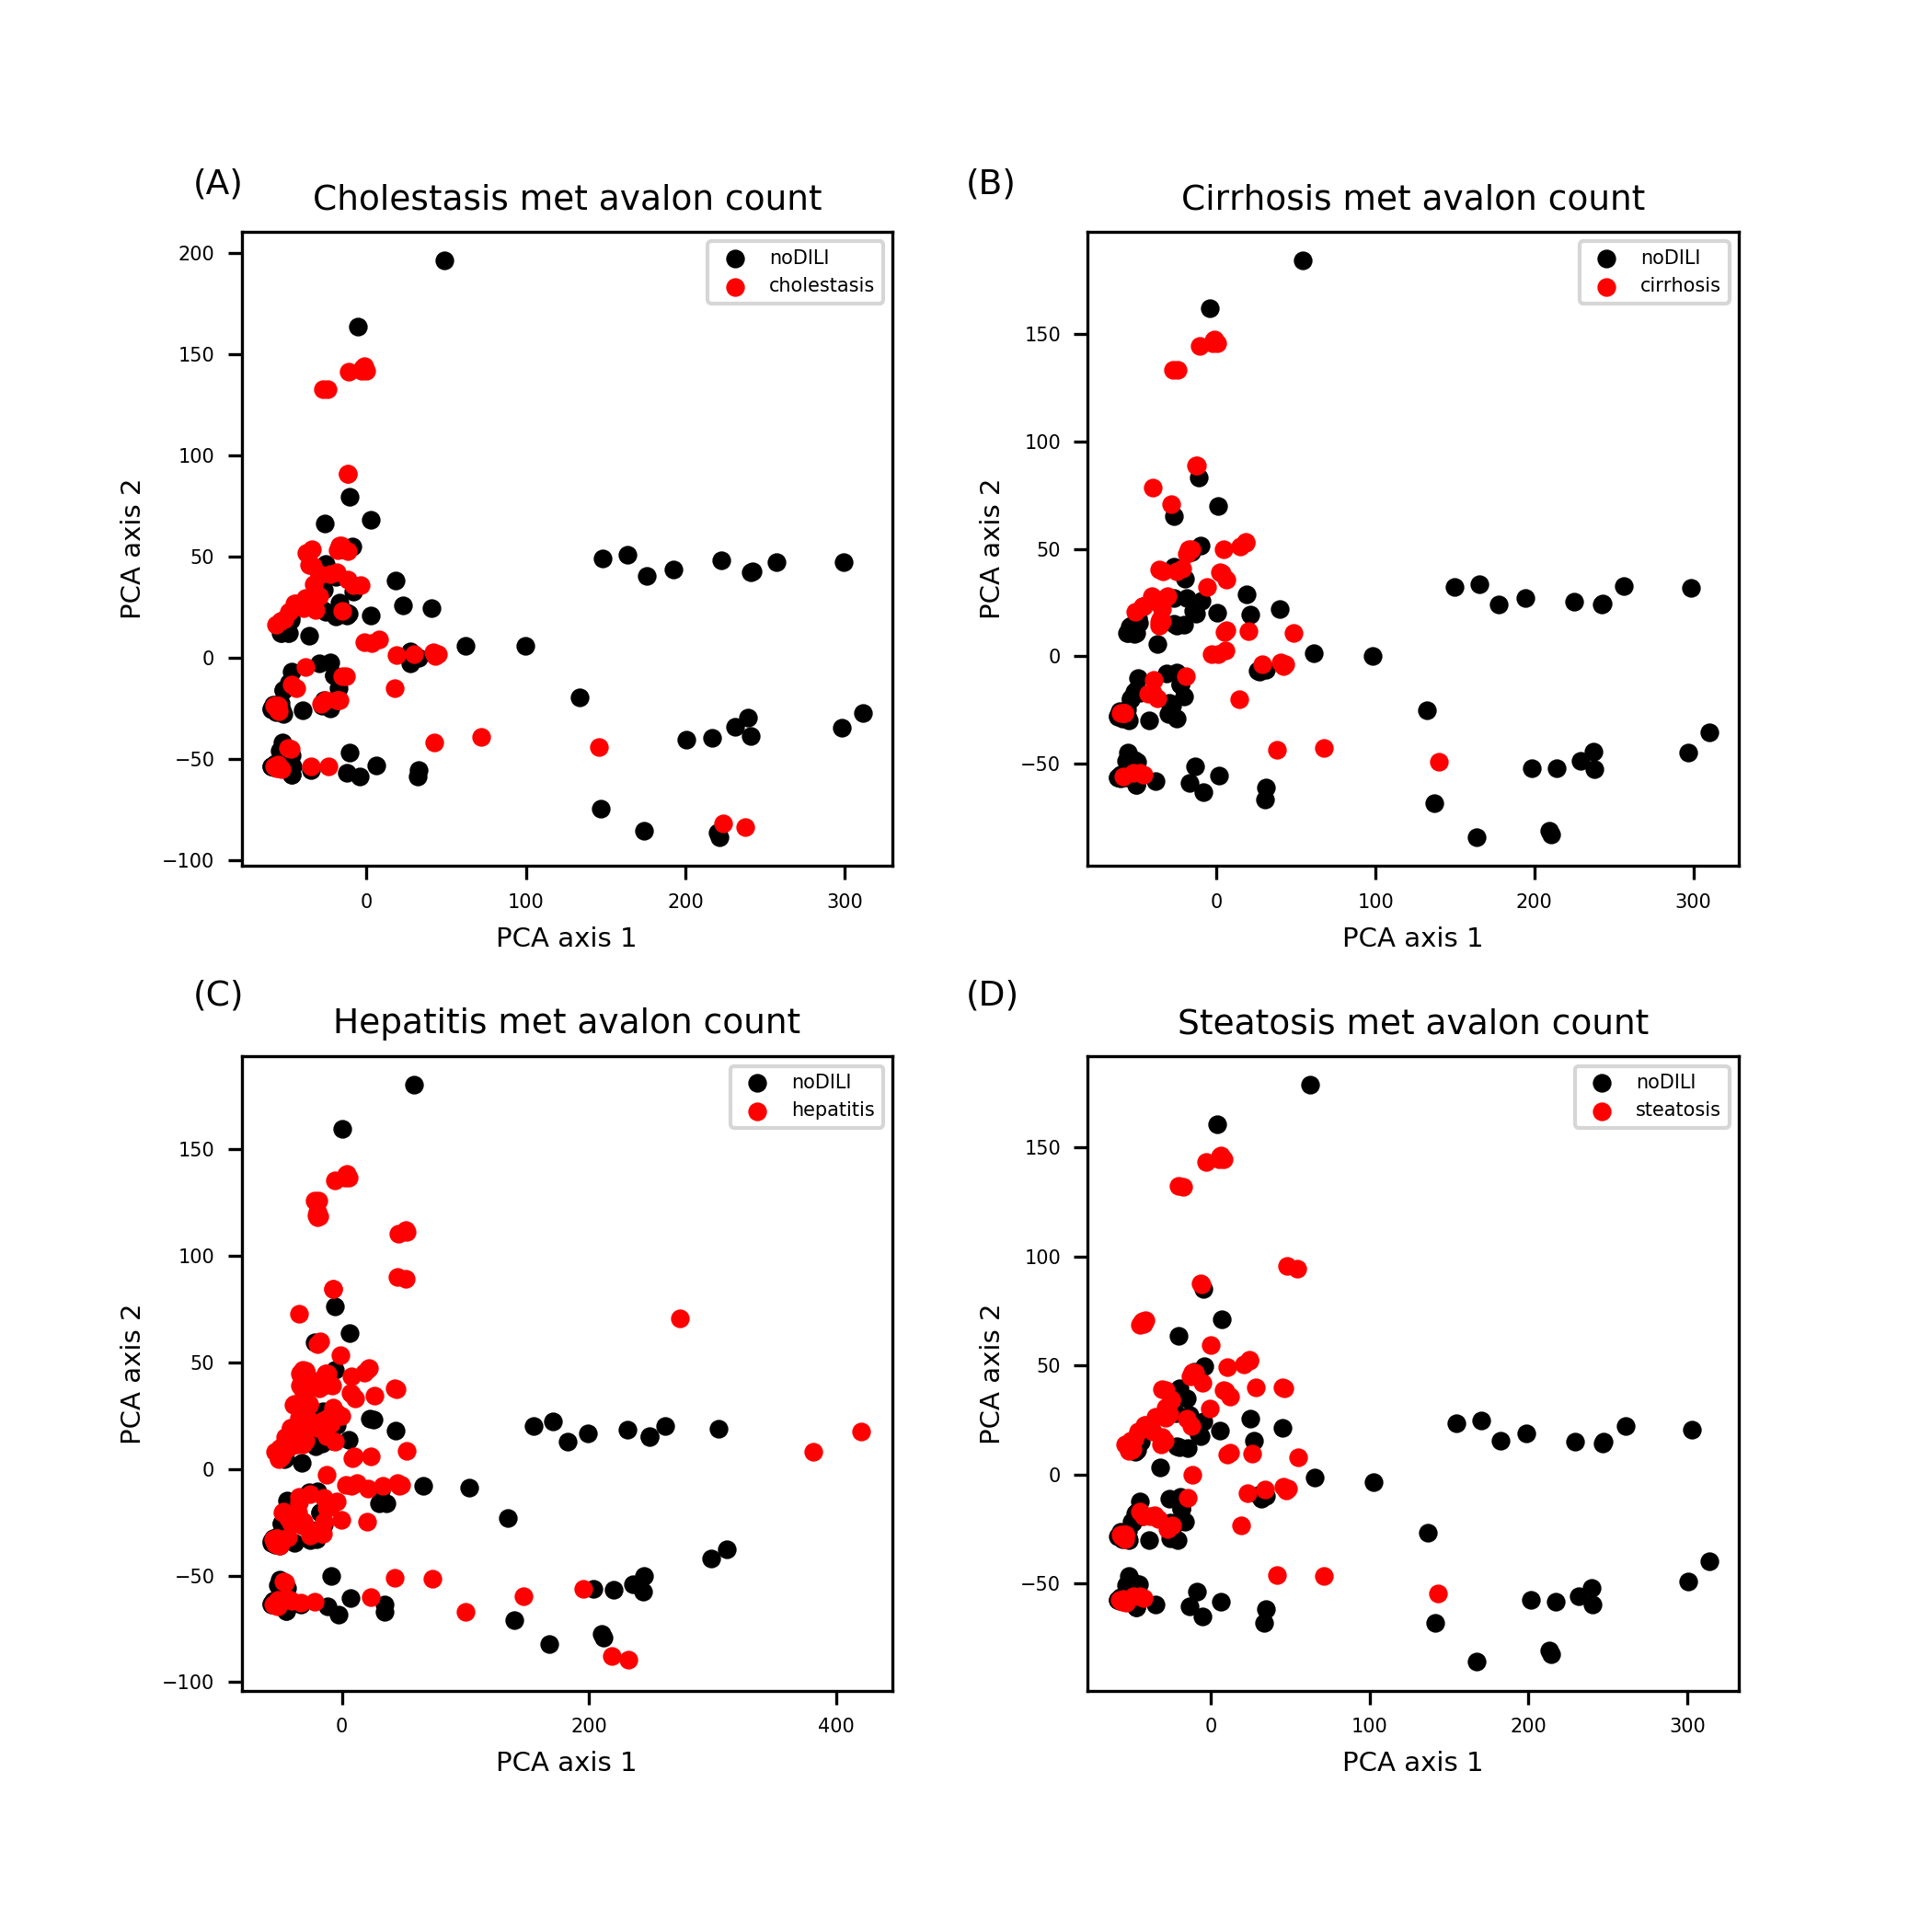 (A)
Cholestasis met avalon count
noDILI
cholestasis
200
150
100
50
0
−50
−100
PCA axis 2
0 100 200 300
PCA axis 1
(B)
Cirrhosis met avalon count
noDILI
cirrhosis
150
100
50
0
−50
PCA axis 2
0 100 200 300
PCA axis 1
(C)
Hepatitis met avalon count
noDILI
hepatitis
150
100
50
0
−50
−100
PCA axis 2
0 200 400
PCA axis 1
(D)
Steatosis met avalon count
noDILI
steatosis
150
100
50
0
−50
PCA axis 2
0 100 200 300
PCA axis 1